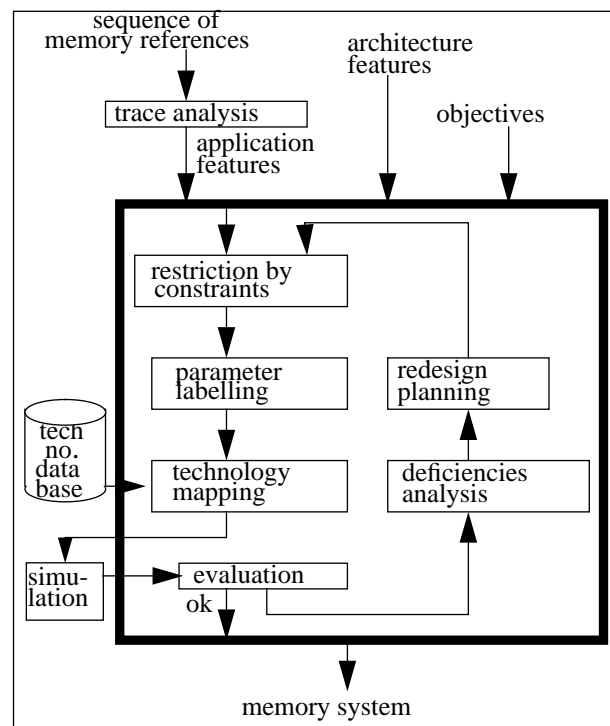 sequence of
memory references
architecture
features
objectives
trace analysis
application
features
restriction by
constraints
parameter
labelling
redesign
planning
tech
no.
data
base
technology
mapping
deficiencies
analysis
simu-
lation
evaluation
ok
memory system